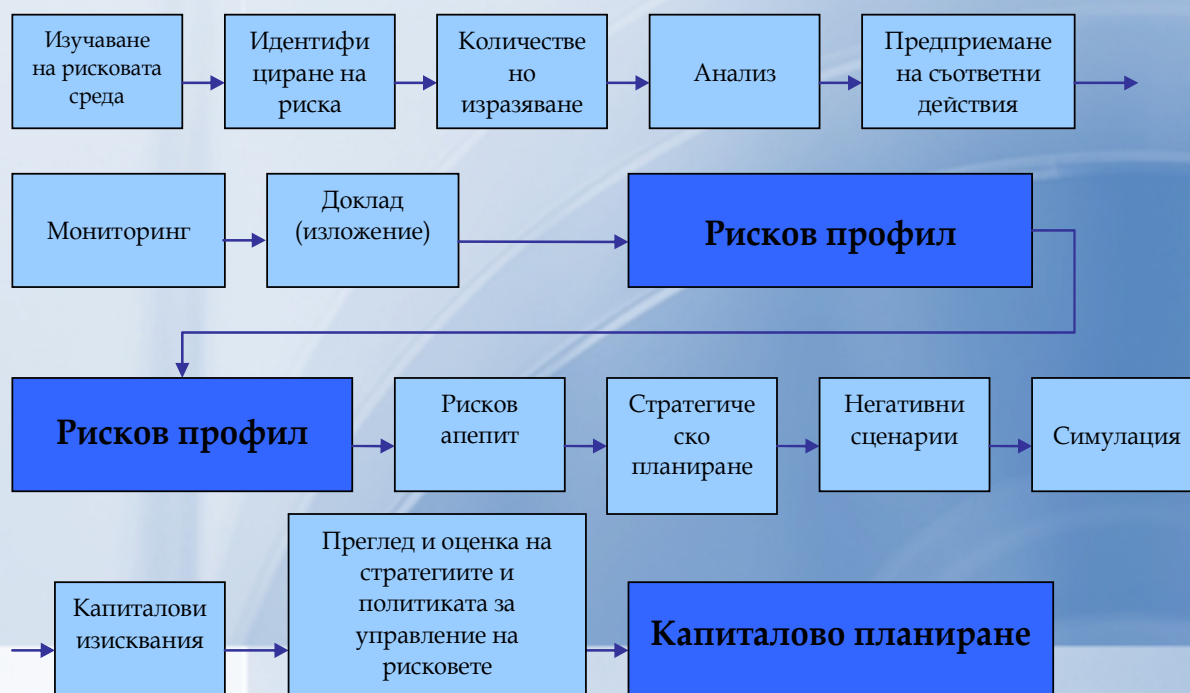 Изучаване
на рисковата
среда
Идентифи
циране на
риска
Количестве
но
изразяване
Анализ
Предприемане
на съответни
действия
Мониторинг
Доклад
(изложение)
Рисков профил
Рисков профил
Рисков
апепит
Стратегиче
ско
планиране
Негативни
сценарии
Симулация
Капиталови
изисквания
Преглед и оценка на
стратегиите и
политиката за
управление на
рисковете
Капиталово планиране